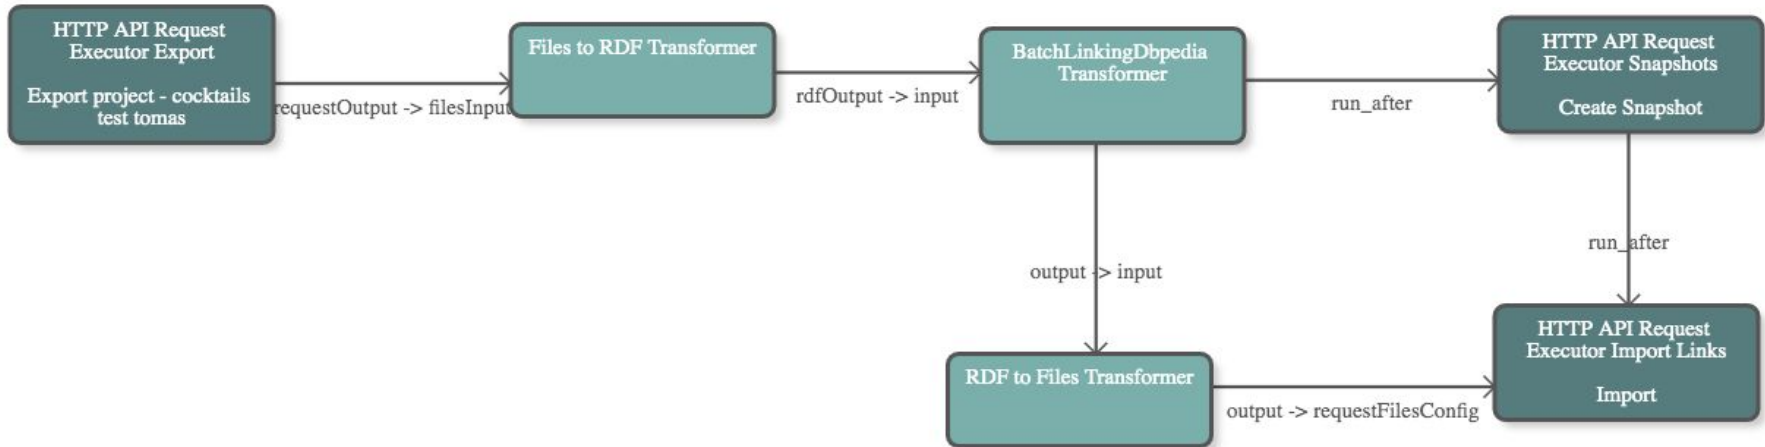 HTTP API Request
Executor Export
Export project - cocktails
test tomas
requestOutput -> filesInput
Files to RDF Transformer
rdfOutput -> input
BatchLinkingDbpedia
Transformer
run_after
HTTP API Request
Executor Snapshots
Create Snapshot
run_after
output -> input
RDF to Files Transformer
output -> requestFilesConfig
HTTP API Request
Executor Import Links
Import